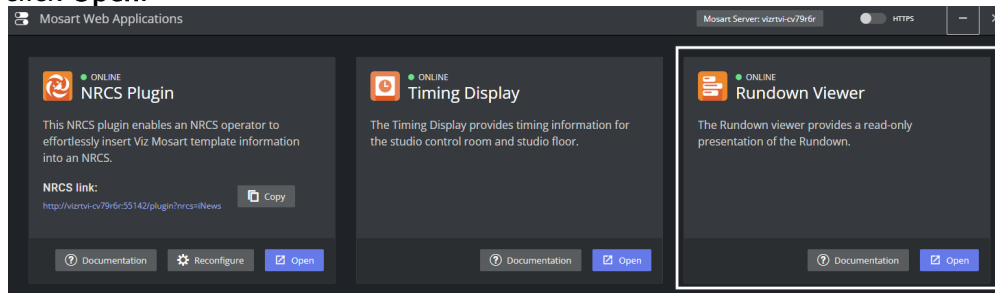 click Open.
Mosart Web Applications
Mosart Server: vizrtvi-cv79r6r
HTTPS
ONLINE
NRCS Plugin
This NRCS plugin enables an NRCS operator to
effortlessly insert Viz Mosart template information
into an NRCS.
NRCS link:
http://vizrtvi-cv79r6r:55142/plugin?nrcs=iNews
Copy
Documentation
Reconfigure
Open
ONLINE
Timing Display
The Timing Display provides timing information for
the studio control room and studio floor.
Documentation
Open
ONLINE
Rundown Viewer
The Rundown viewer provides a read-only
presentation of the Rundown.
Documentation
Open